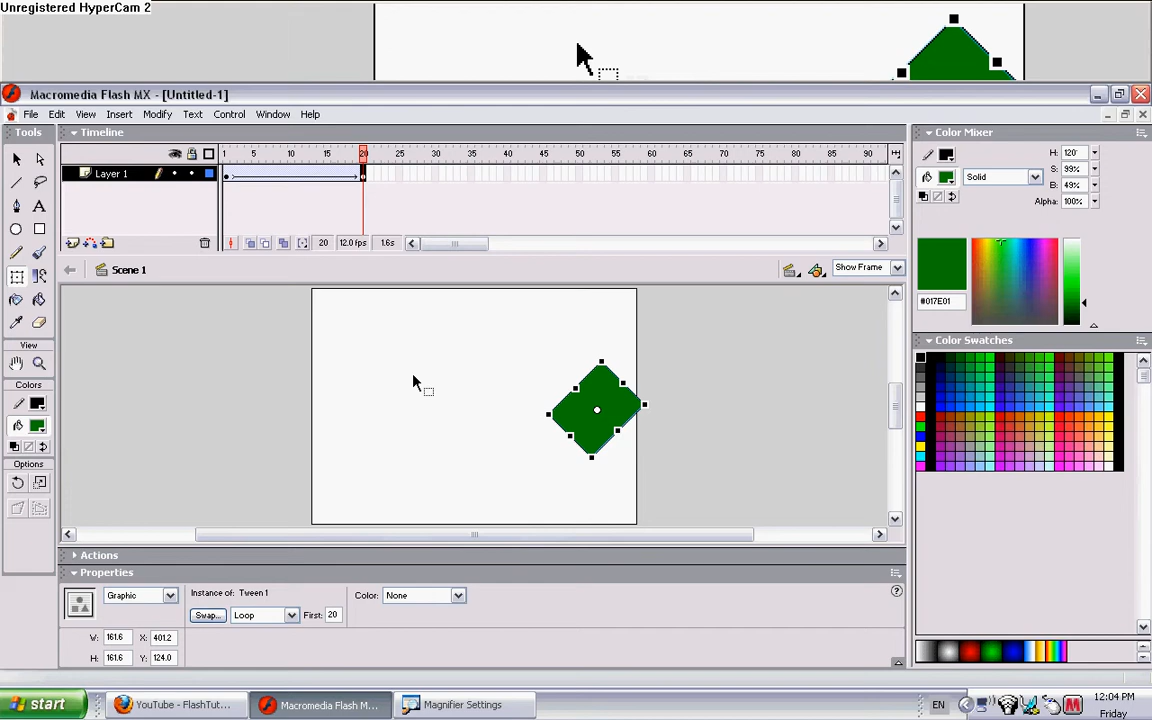 Unregistered HyperCam 2
Macromedia Flash MX - [Untitled-1]
File Edit View Insert Modify Text Control Window Help
Tools
Timeline
Color Mixer
1 5 10 15 20 25 30 35 40 45 50 55 60 65 70 75 80 85 90
Layer 1
H: 120°
Solid
S: 99%
B: 49%
Alpha: 100%
20 12.0 fps 1.6s
Scene 1
Show Frame
#017E01
View
Color Swatches
Colors
Options
Actions
Properties
Graphic
Instance of: Tween 1
Color: None
Swap...
Loop
First: 20
W: 161.6 X: 401.2
H: 161.6 Y: 124.0
start
YouTube - FlashTut...
Macromedia Flash M...
Magnifier Settings
EN
12:04 PM
Friday